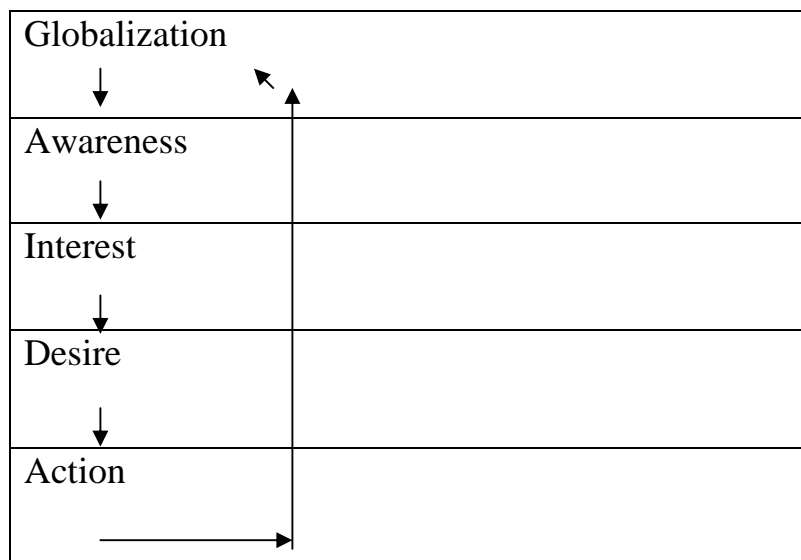 Globalization
Awareness
Interest
Desire
Action